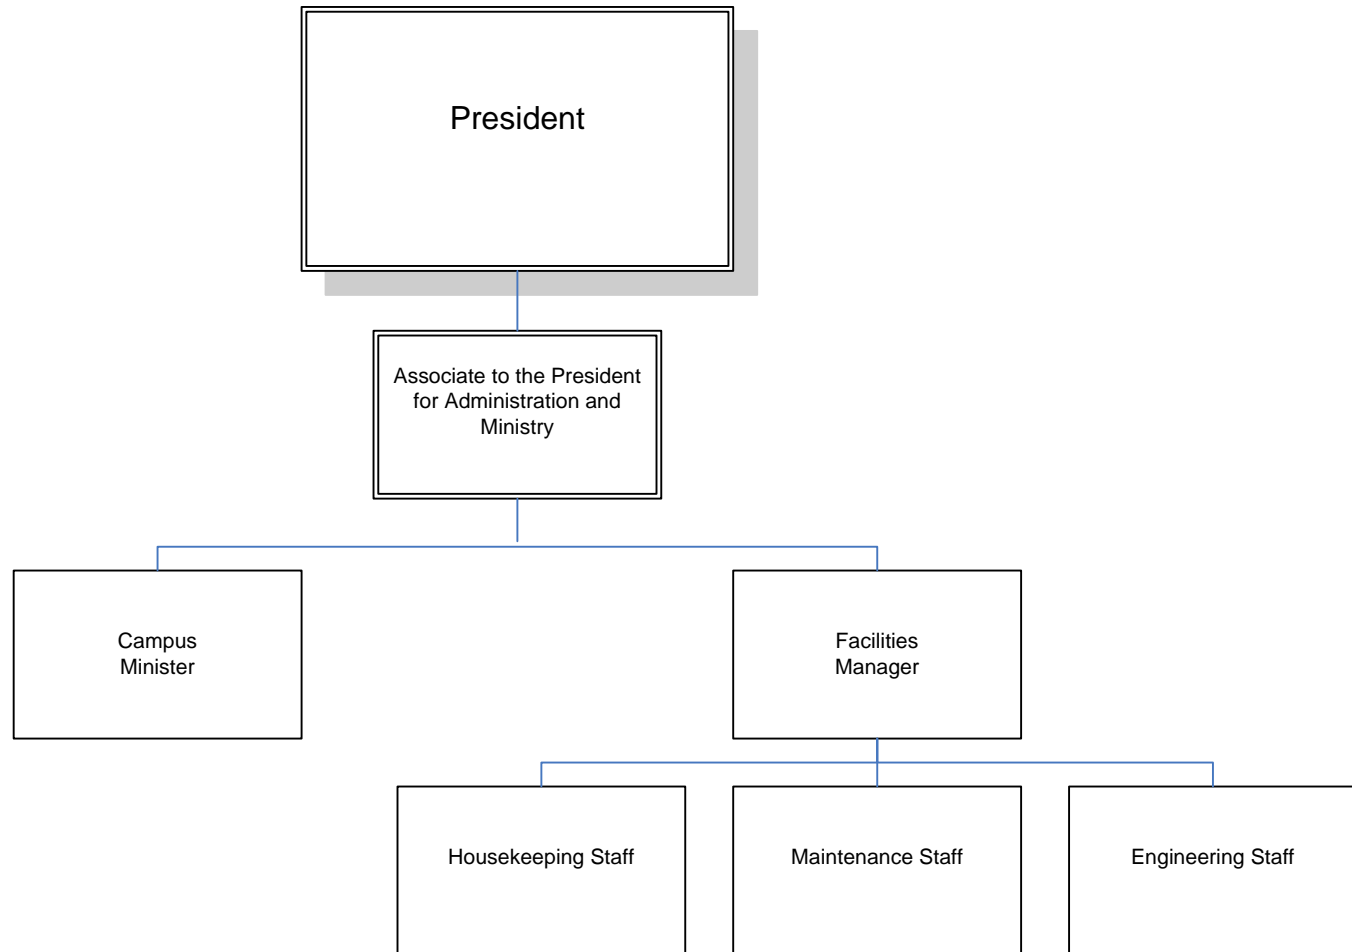 President
Associate to the President
for Administration and
Ministry
Campus
Minister
Facilities
Manager
Housekeeping Staff
Maintenance Staff
Engineering Staff